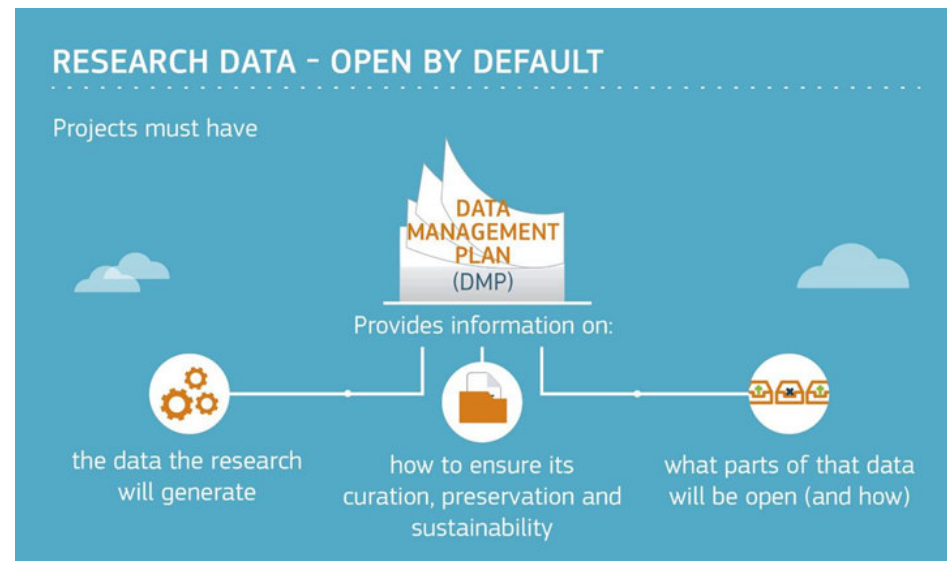 RESEARCH DATA - OPEN BY DEFAULT
Projects must have
DATA
MANAGEMENT
PLAN
(DMP)
Provides information on:
the data the research
will generate
how to ensure its
curation, preservation and
sustainability
what parts of that data
will be open (and how)